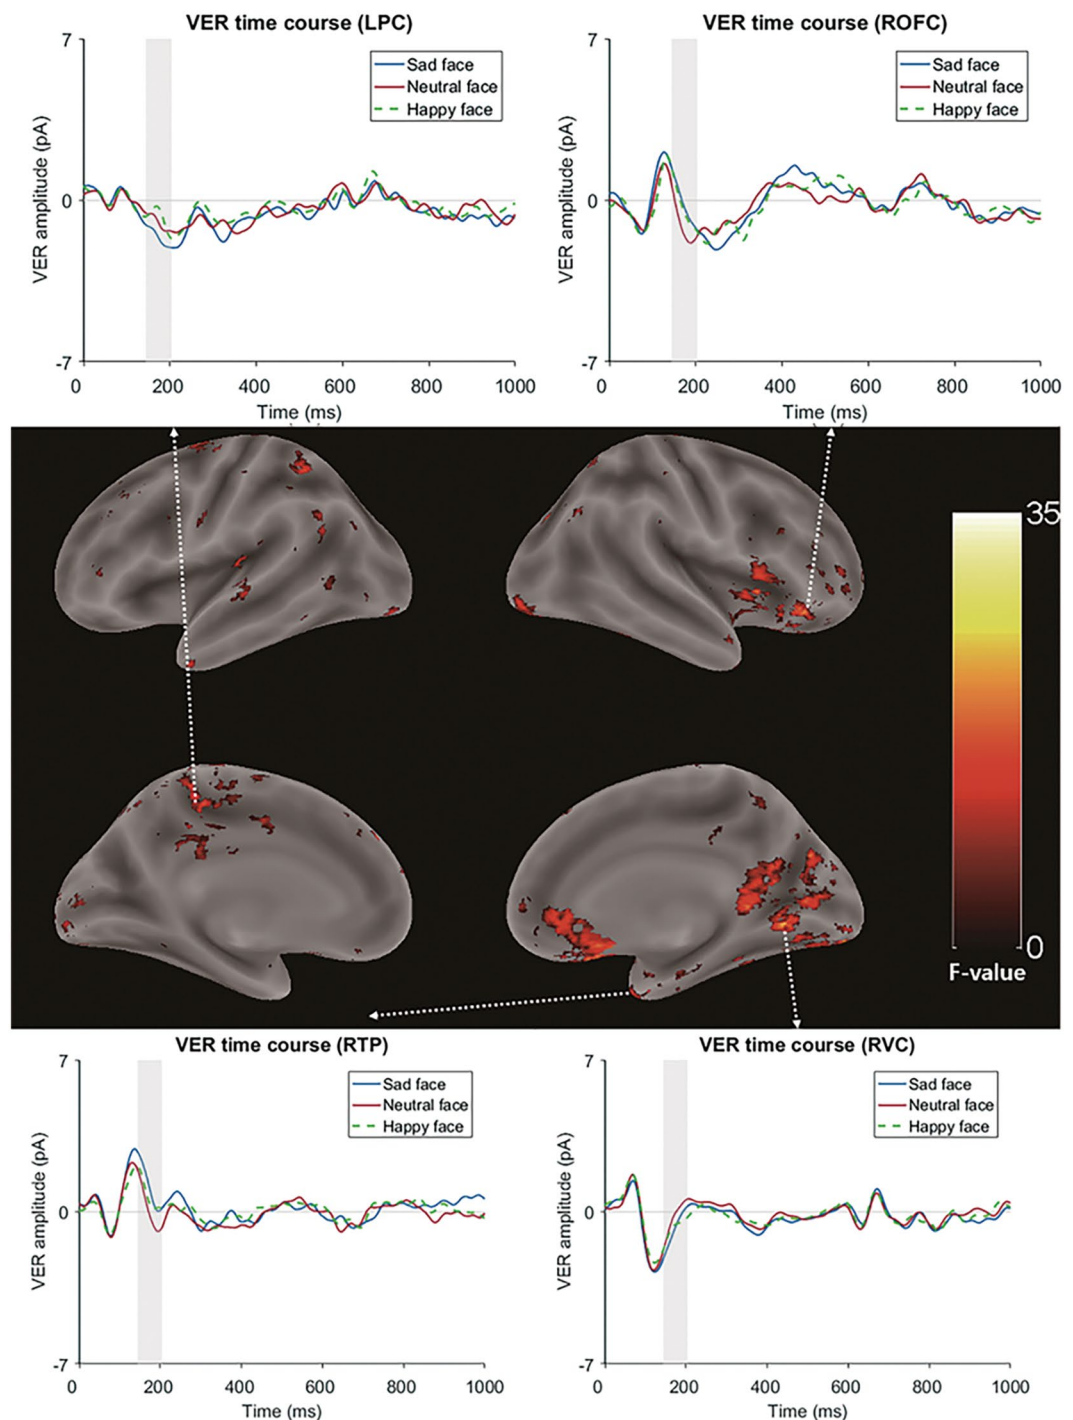 VER time course (LPC)
7
0
-7
VER amplitude (pA)
Sad face
Neutral face
Happy face
0 200 400 600 800 1000
Time (ms)
VER time course (ROFC)
7
0
-7
VER amplitude (pA)
Sad face
Neutral face
Happy face
0 200 400 600 800 1000
Time (ms)
35
0
F-value
VER time course (RTP)
7
0
-7
VER amplitude (pA)
Sad face
Neutral face
Happy face
0 200 400 600 800 1000
Time (ms)
VER time course (RVC)
7
0
-7
VER amplitude (pA)
Sad face
Neutral face
Happy face
0 200 400 600 800 1000
Time (ms)